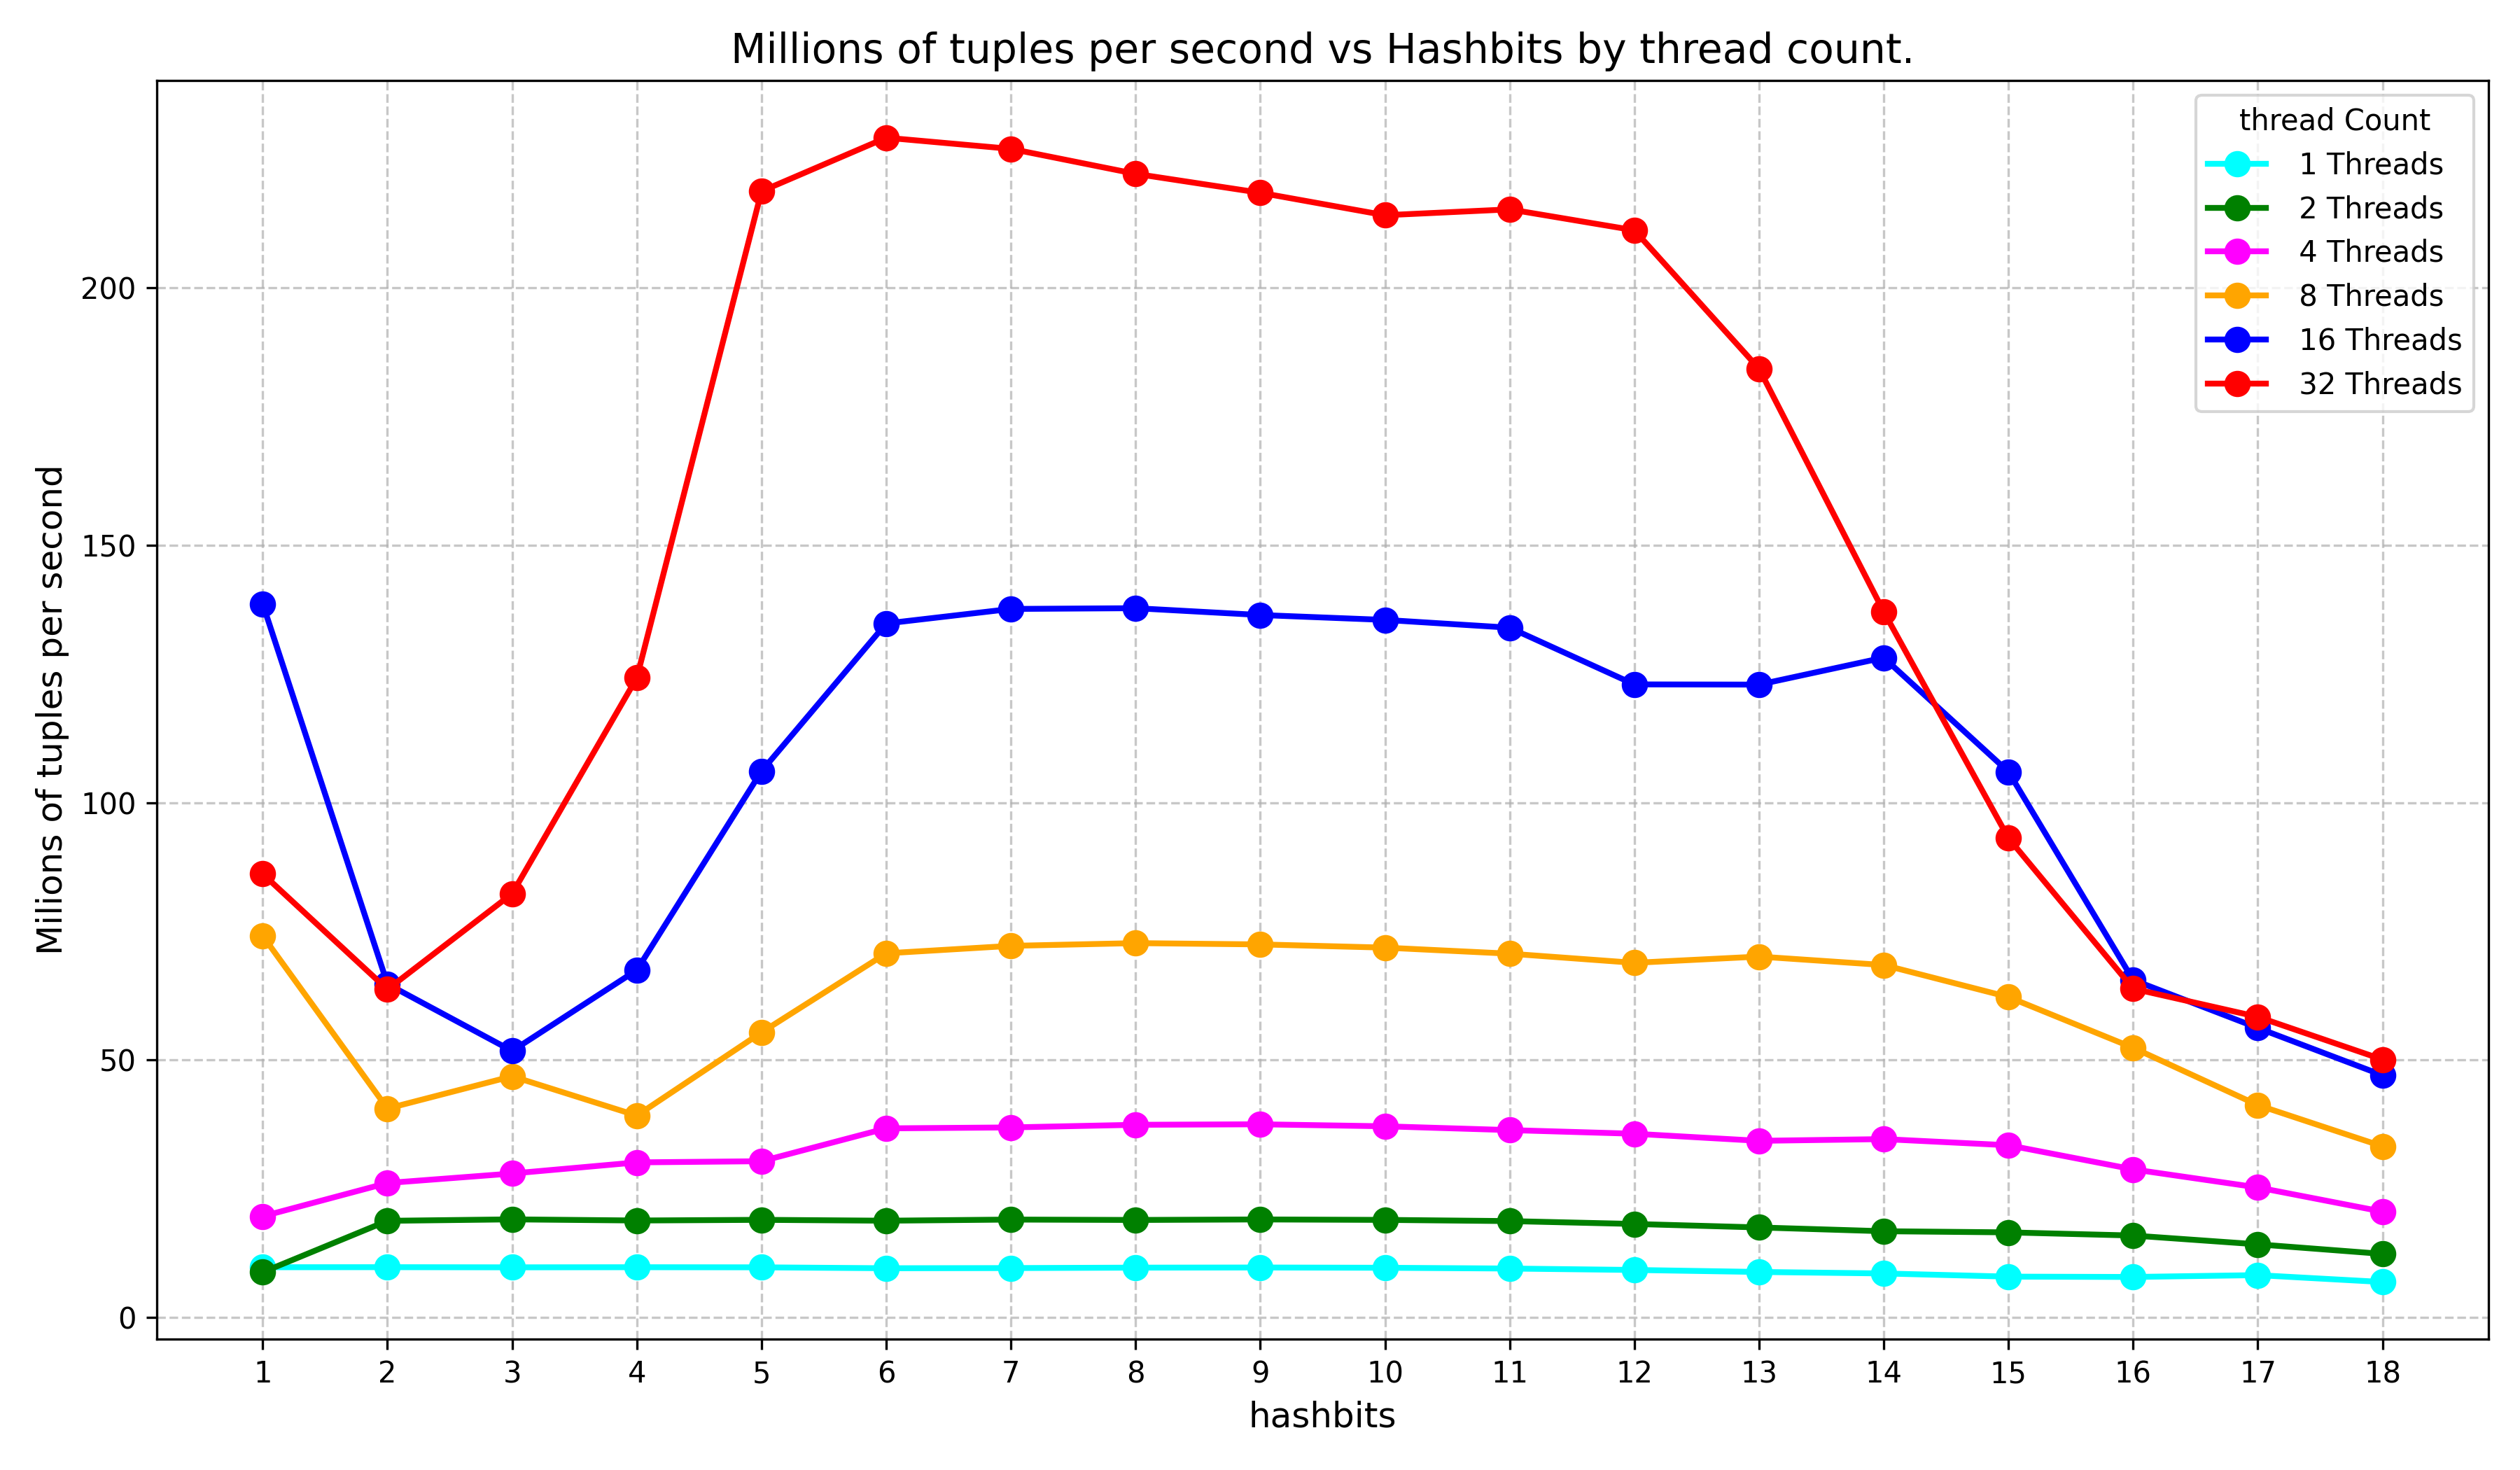 Millions of tuples per second vs Hashbits by thread count.
thread Count
1 Threads
2 Threads
4 Threads
8 Threads
16 Threads
32 Threads
Milions of tuples per second
200
150
100
50
0
1 2 3 4 5 6 7 8 9 10 11 12 13 14 15 16 17 18
hashbits